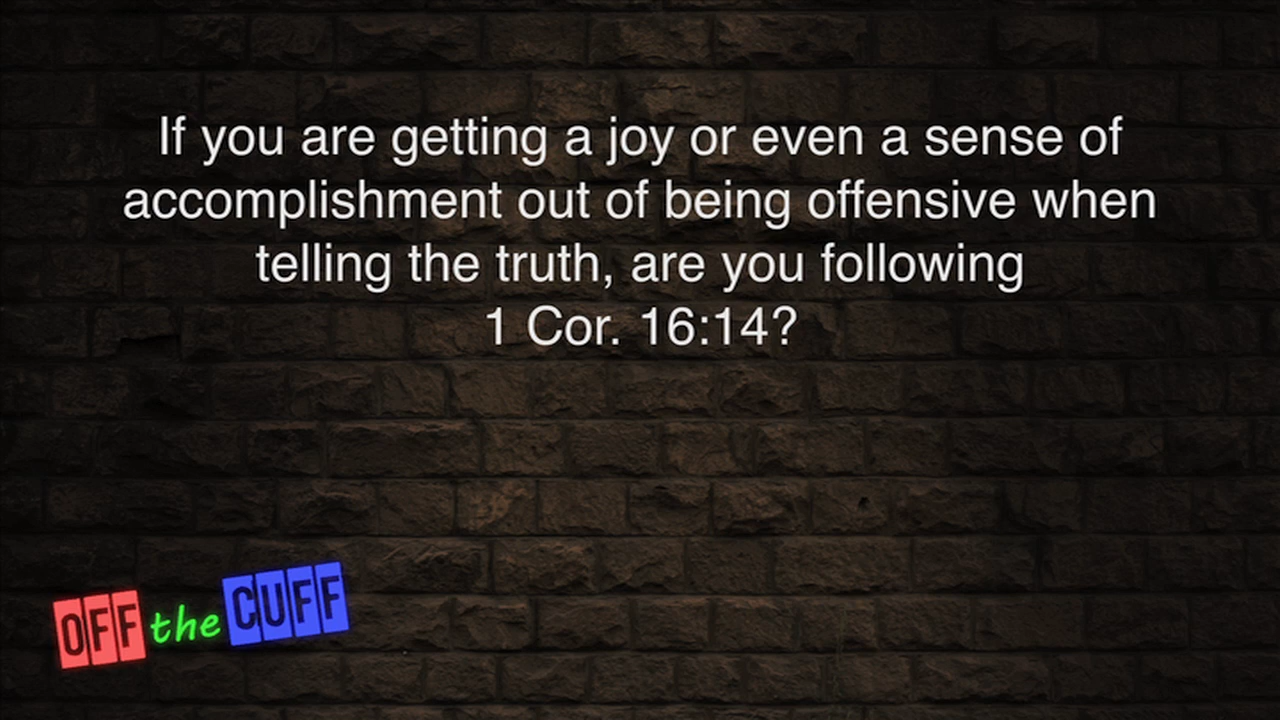 If you are getting a joy or even a sense of
accomplishment out of being offensive when
telling the truth, are you following
1 Cor. 16:14?
OFF the CUFF